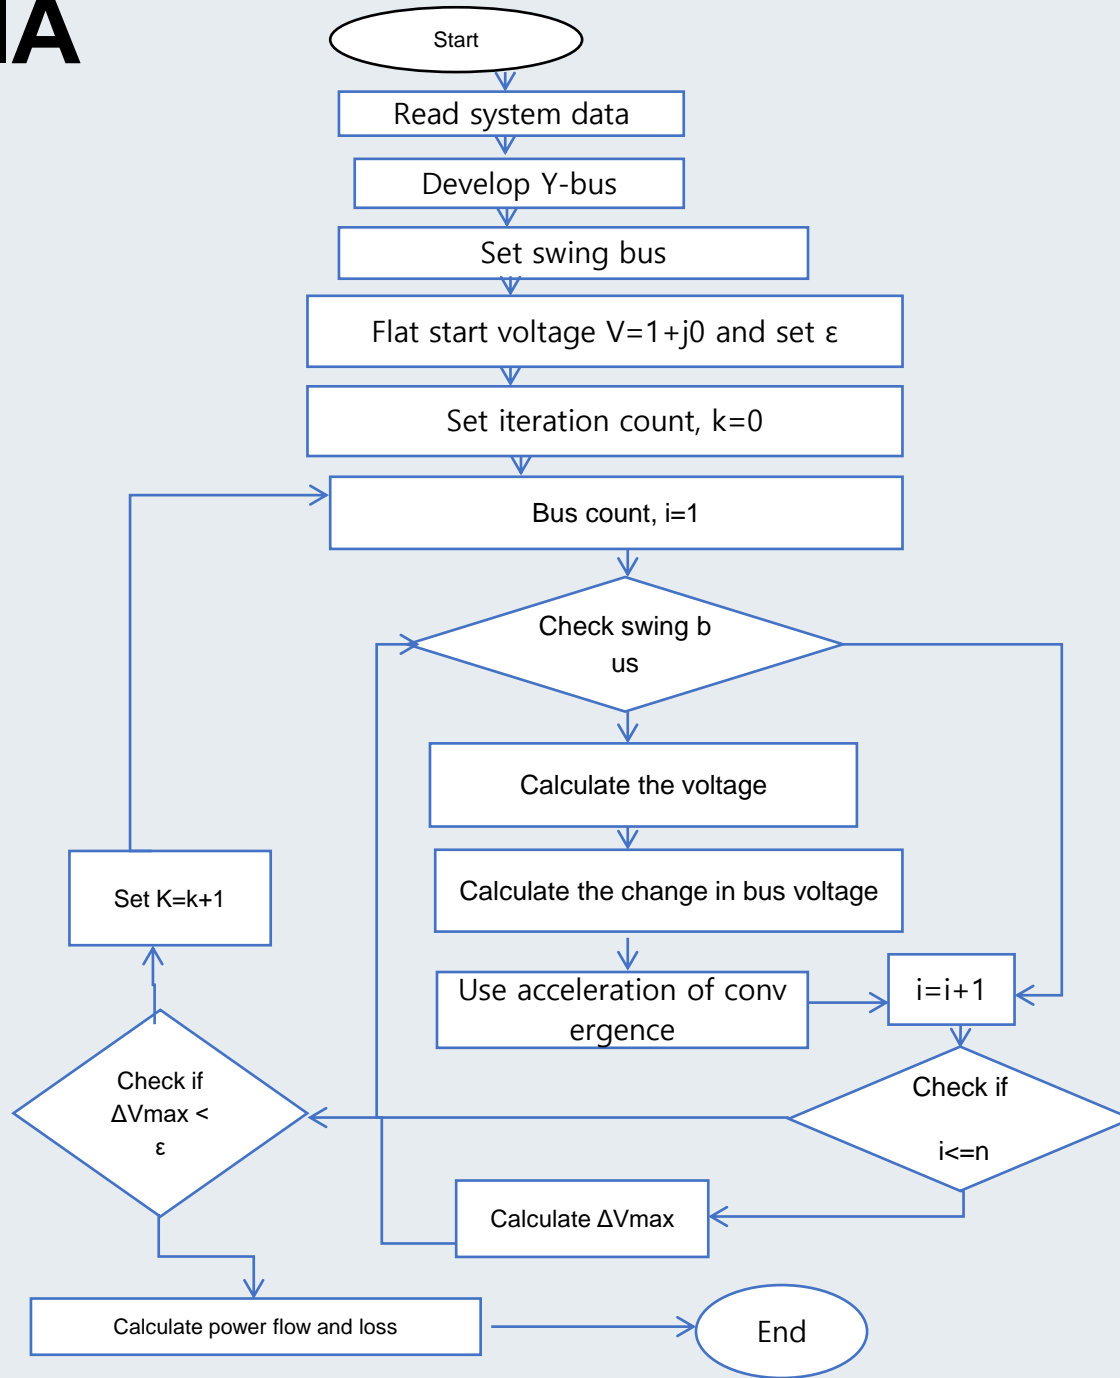 Start
Read system data
Develop Y-bus
Set swing bus
Flat start voltage V=1+j0 and set ε
Set iteration count, k=0
Bus count, i=1
Check swing b
us
Calculate the voltage
Calculate the change in bus voltage
Set K=k+1
Use acceleration of conv
ergence
i=i+1
Check if
i<=n
Check if
ΔVmax <
ε
Calculate ΔVmax
Calculate power flow and loss
End